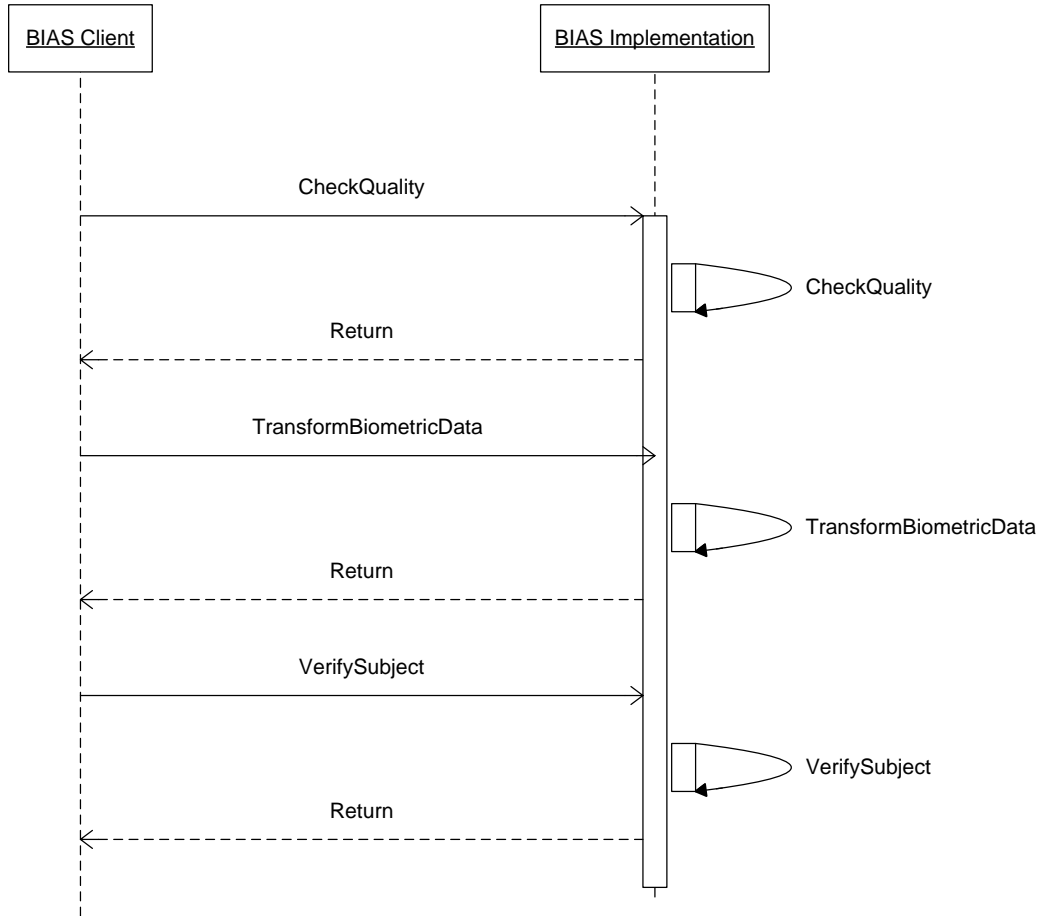 BIAS Client
BIAS Implementation
CheckQuality
CheckQuality
Return
TransformBiometricData
TransformBiometricData
Return
VerifySubject
VerifySubject
Return